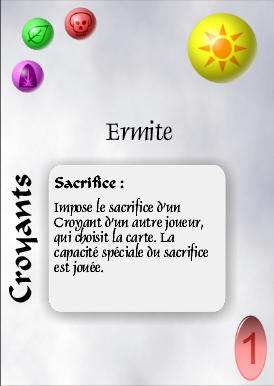 Ermite
Croyants
Sacrifice :
Impose le sacrifice d'un
Croyant d'un autre joueur,
qui choisit la carte. La
capacité spéciale du sacrifice
est jouée.
1